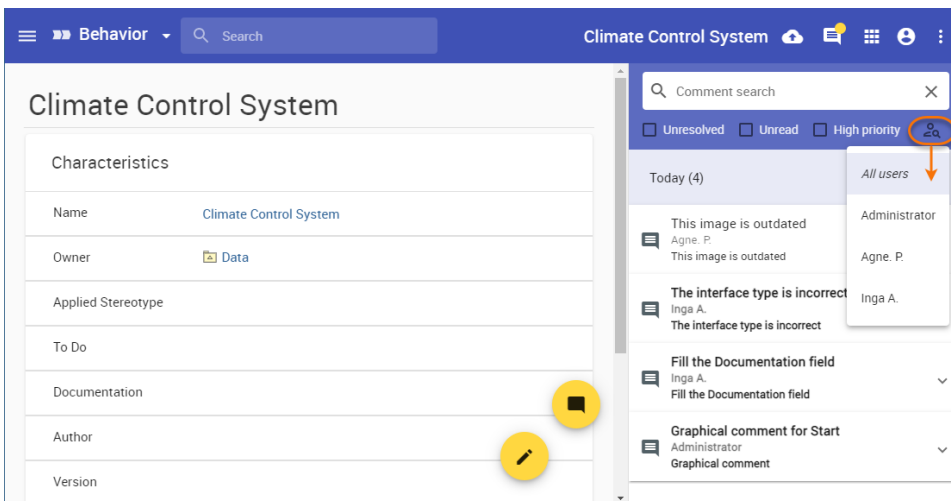 Behavior
Search
Climate Control System
Climate Control System
Characteristics
Name
Climate Control System
Owner
Data
Applied Stereotype
To Do
Documentation
Author
Version
Comment search
Unresolved
Unread
High priority
Today (4)
All users
Administrator
Agne. P.
Inga A.
This image is outdated
Agne. P.
This image is outdated
The interface type is incorrect
Inga A.
The interface type is incorrect
Fill the Documentation field
Inga A.
Fill the Documentation field
Graphical comment for Start
Administrator
Graphical comment